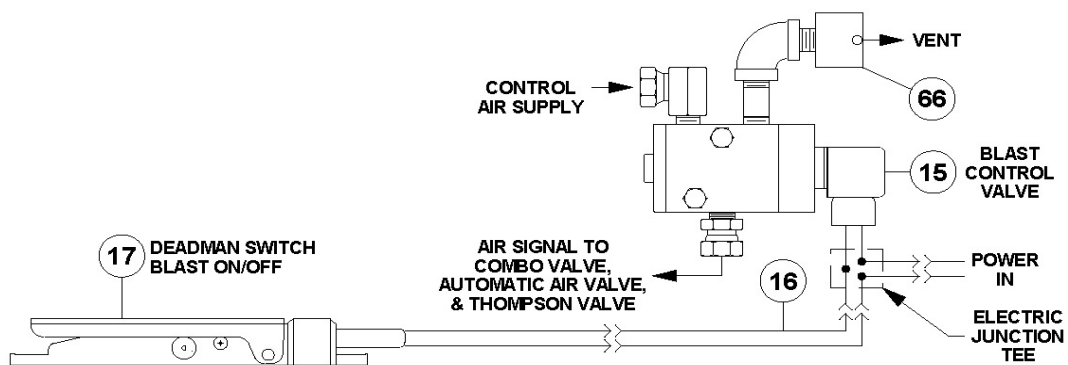 VENT
66
CONTROL
AIR SUPPLY
15
BLAST
CONTROL
VALVE
17
DEADMAN SWITCH
BLAST ON/OFF
AIR SIGNAL TO
COMBO VALVE,
AUTOMATIC AIR VALVE,
& THOMPSON VALVE
16
POWER
IN
ELECTRIC
JUNCTION
TEE